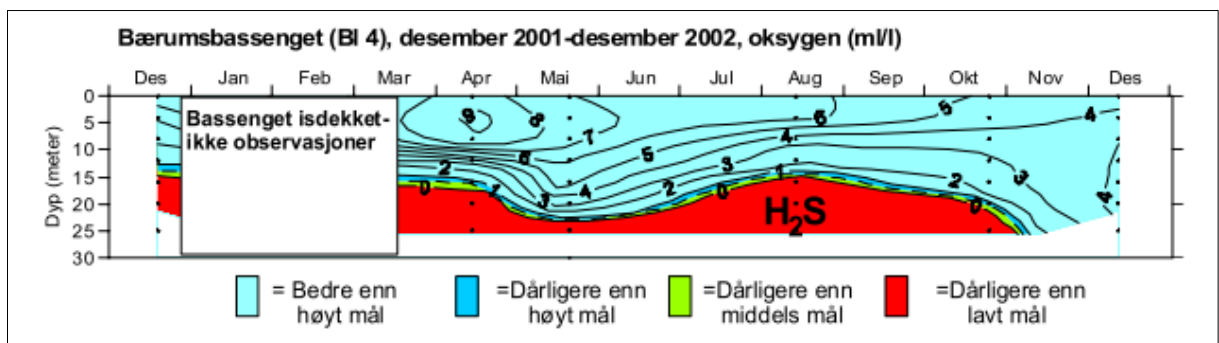 Bærumsbassenget (Bl 4), desember 2001-desember 2002, oksygen (ml/l)
Des Jan Feb Mar Apr Mai Jun Jul Aug Sep Okt Nov Des
Dyp (meter)
0
5
10
15
20
25
30
Bassenget isdekket-
ikke observasjoner
9 8 7 6 5 4 3 2 1 0
2 0
6 5 4 3 2 1 0
5 4 3 2 0 4
H2S
= Bedre enn
høyt mål
=Dårligere enn
høyt mål
=Dårligere enn
middels mål
=Dårligere enn
lavt mål